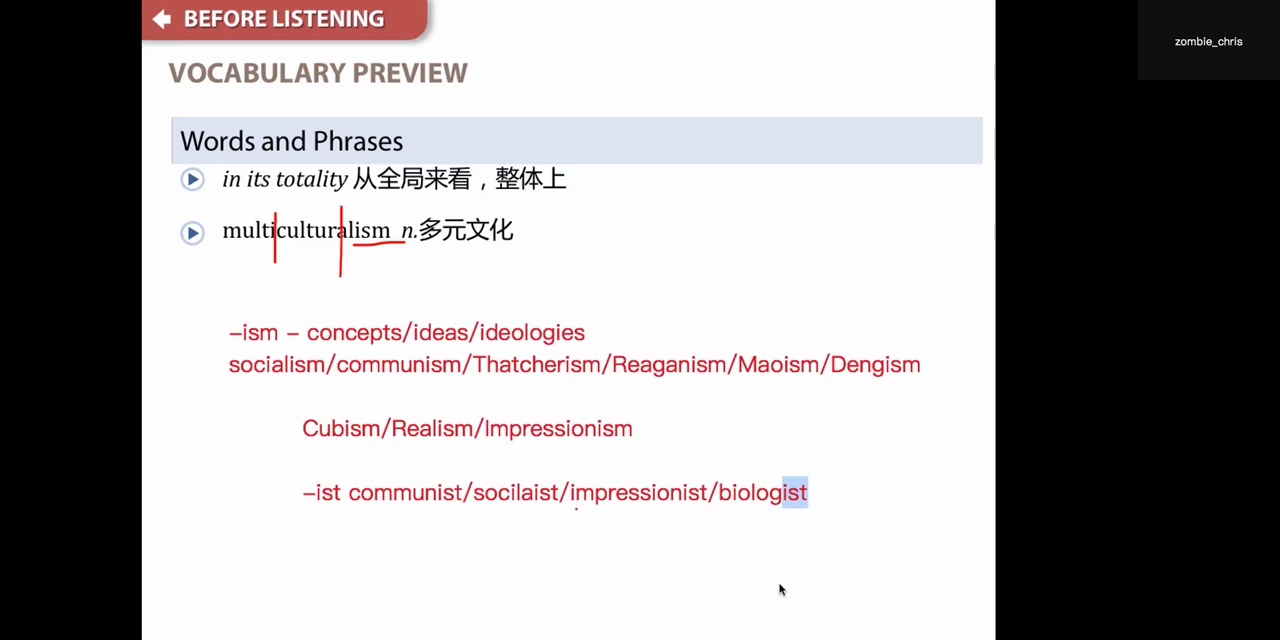 BEFORE LISTENING
zombie_chris
VOCABULARY PREVIEW
Words and Phrases
in its totality 从全局来看，整体上
multiculturalism n.多元文化
-ism - concepts/ideas/ideologies
socialism/communism/Thatcherism/Reaganism/Maoism/Dengism
Cubism/Realism/Impressionism
-ist communist/socilaist/impressionist/biologist